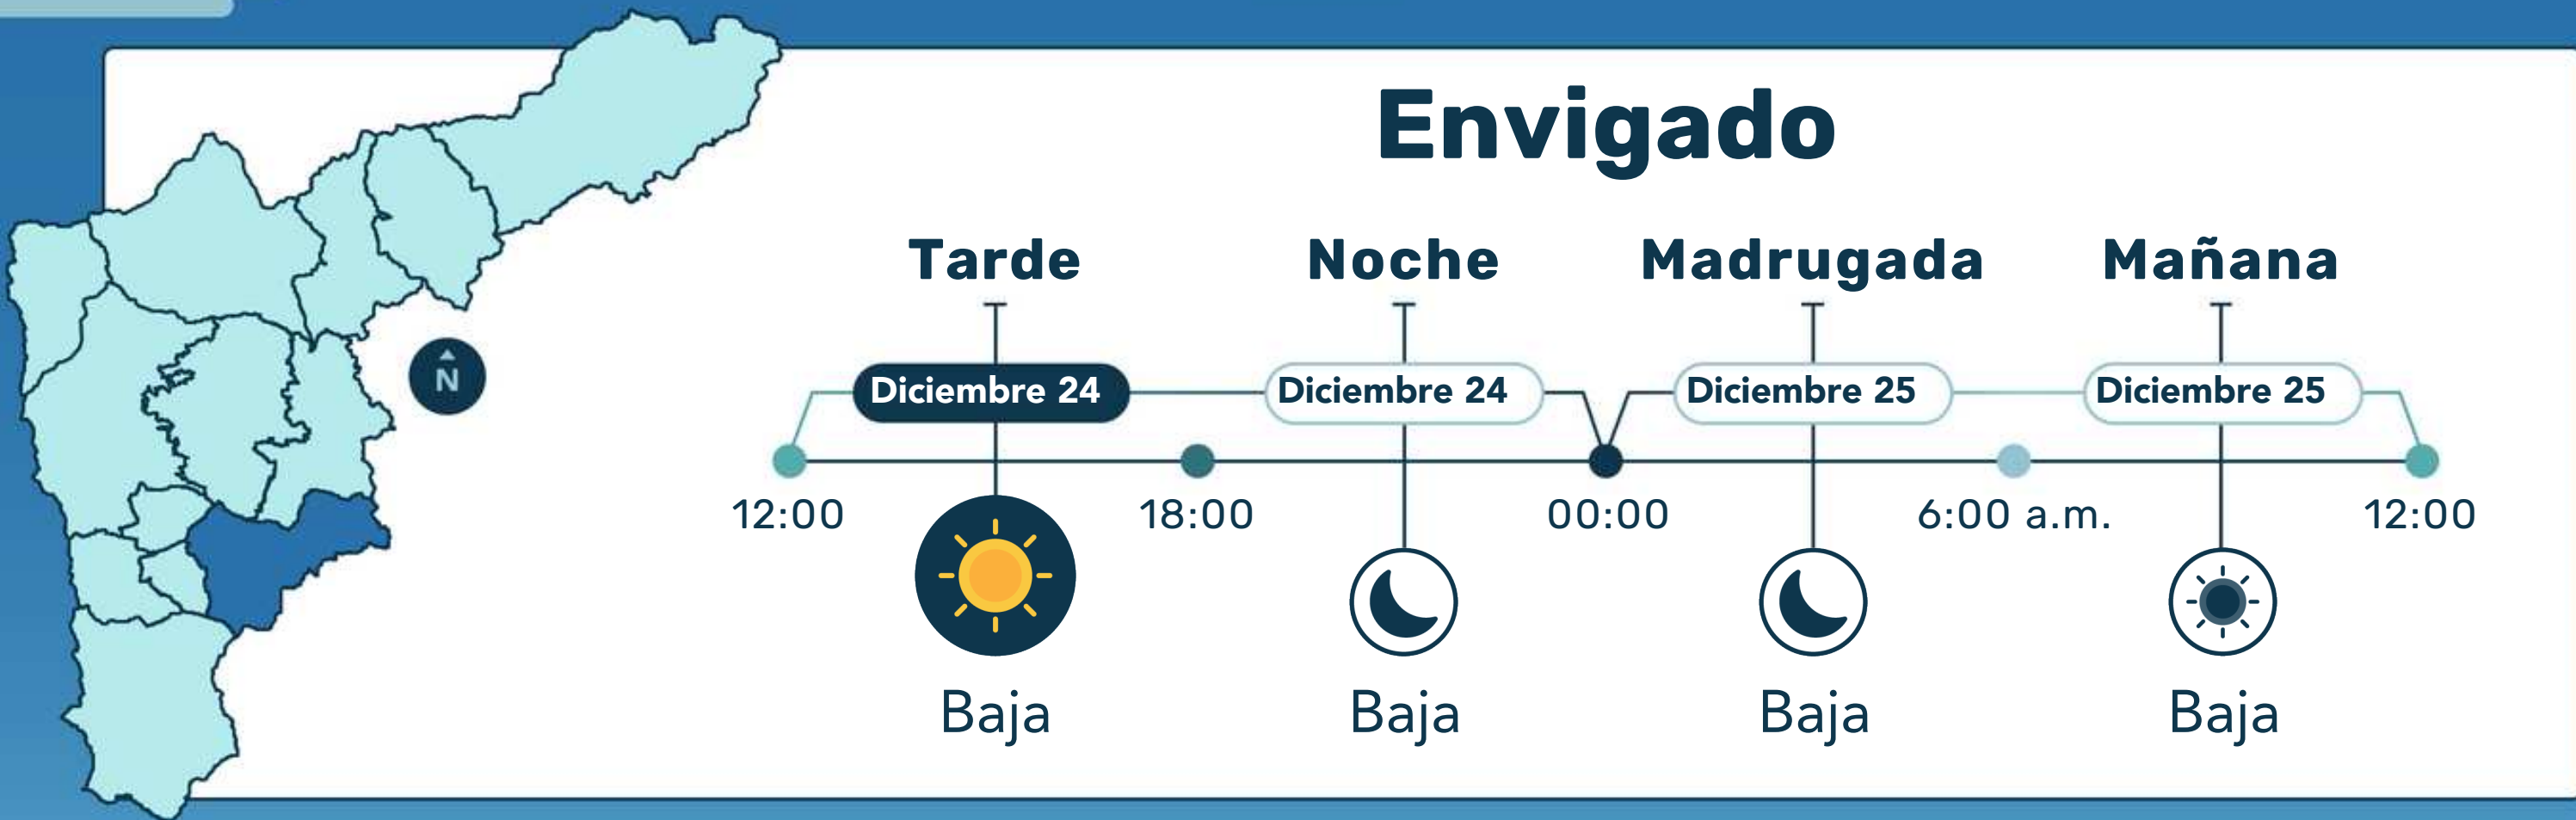 Envigado
Tarde Noche Madrugada Mañana
Diciembre 24 Diciembre 24 Diciembre 25 Diciembre 25
N
12:00 18:00 00:00 6:00 a.m. 12:00
Baja Baja Baja Baja